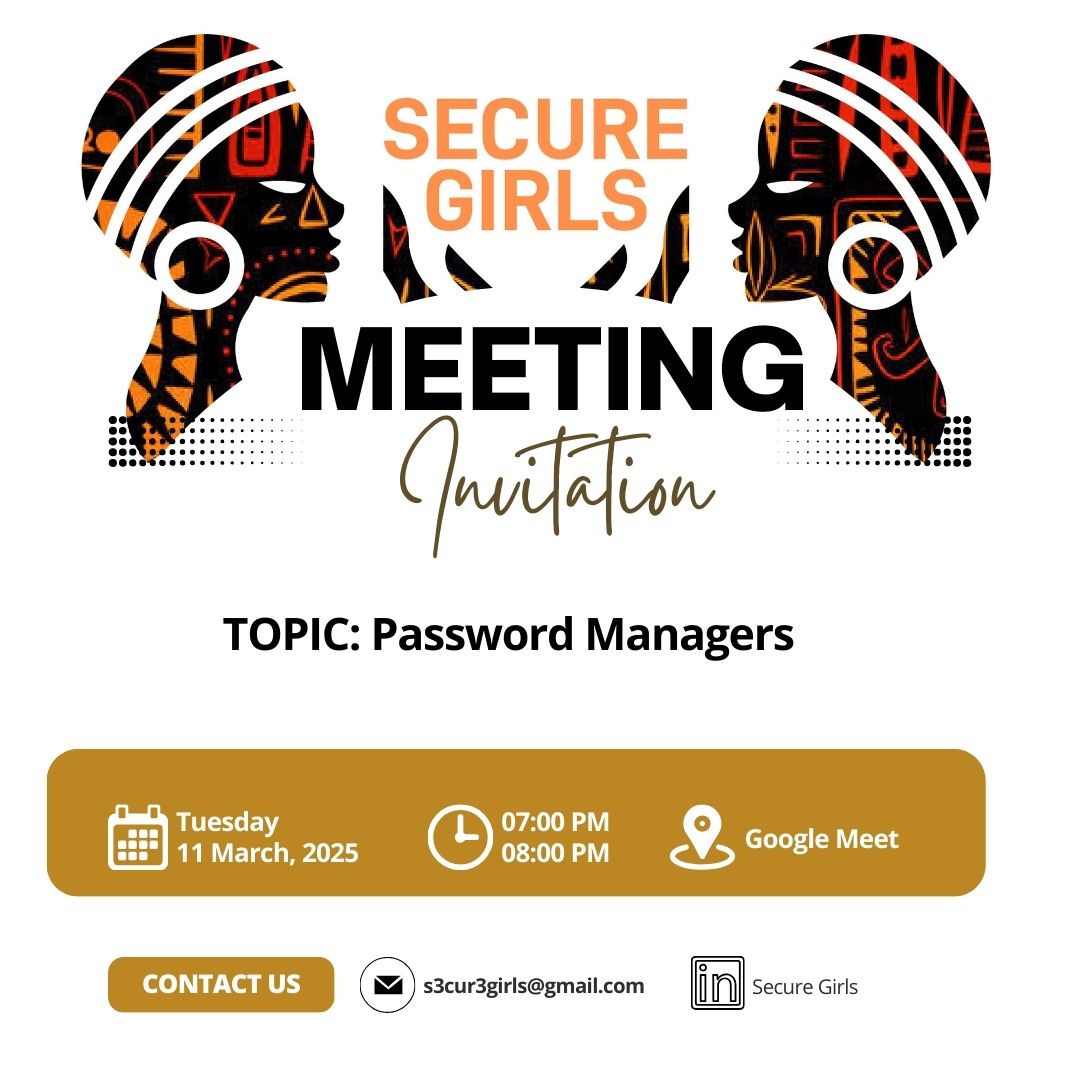 SECURE
GIRLS
MEETING
Invitation
TOPIC: Password Managers
Tuesday
11 March, 2025
07:00 PM
08:00 PM
Google Meet
CONTACT US
s3cur3girls@gmail.com
in
Secure Girls